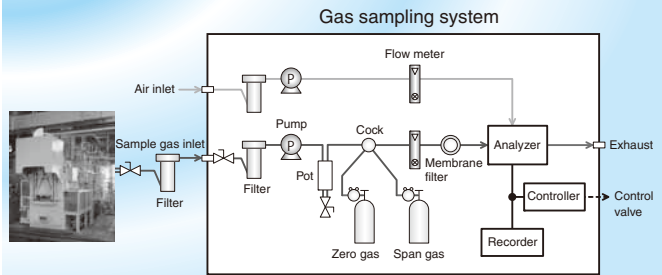 Gas sampling system
Flow meter
Air inlet
P
Sample gas inlet
Pump
Cock
P
Analyzer
Exhaust
Membrane
filter
Pot
Filter
Filter
Controller
Control
valve
Zero gas
Span gas
Recorder